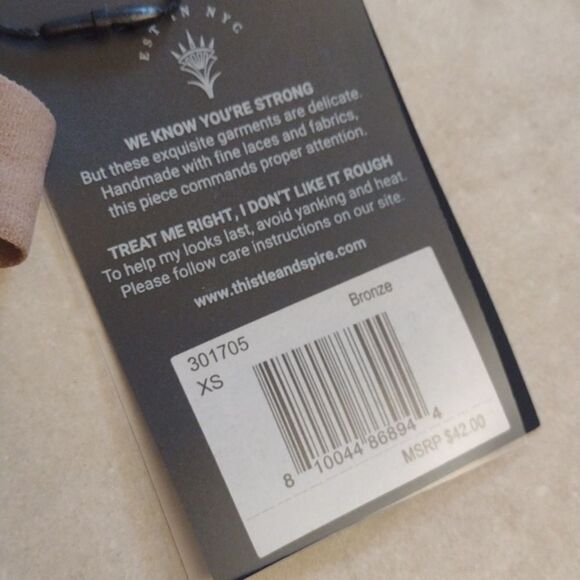 EST IN NYC
WE KNOW YOU'RE STRONG
But these exquisite garments are delicate.
Handmade with fine laces and fabrics,
this piece commands proper attention.
TREAT ME RIGHT, I DON'T LIKE IT ROUGH
To help my looks last, avoid yanking and heat.
Please follow care instructions on our site.
www.thistleandspire.com
Bronze
301705
XS
8 10044 86894 4
MSRP $42.00